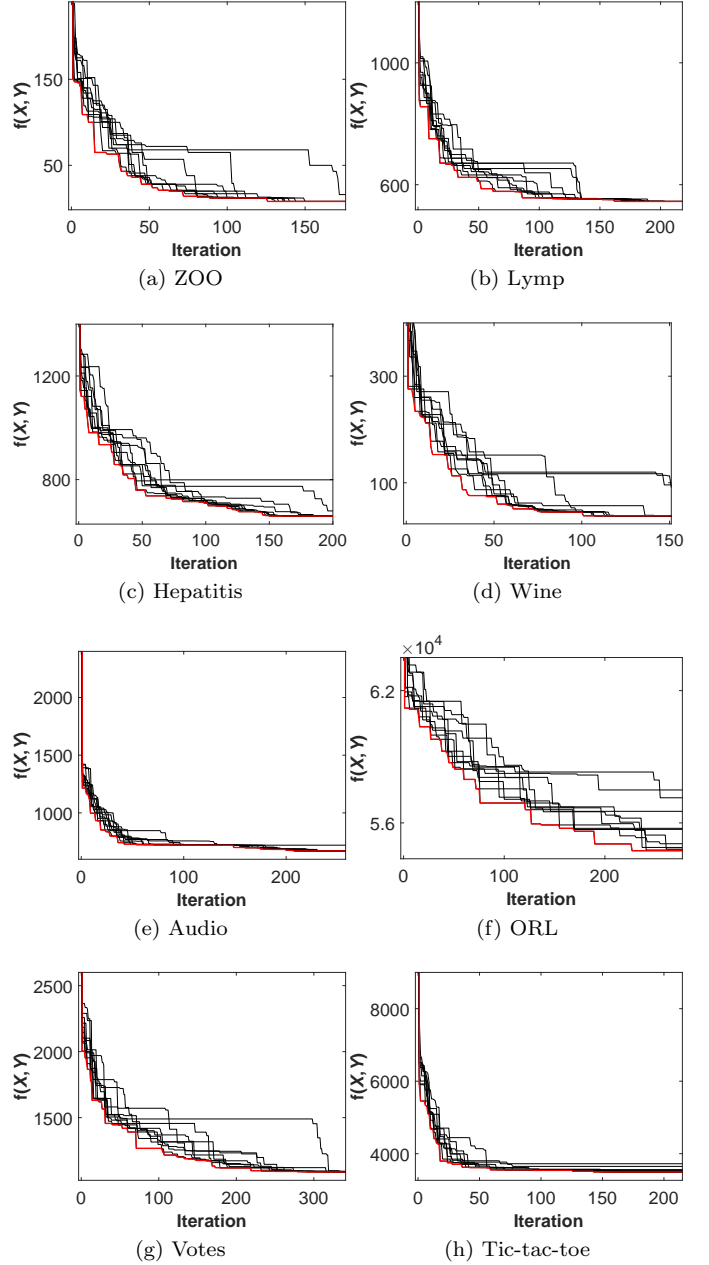 f(X,Y)
150
50
0
50
100
150
Iteration
(a) ZOO
f(X,Y)
1000
600
0
50
100
150
200
Iteration
(b) Lymp
f(X,Y)
1200
800
0
50
100
150
200
Iteration
(c) Hepatitis
f(X,Y)
300
100
0
50
100
150
Iteration
(d) Wine
f(X,Y)
2000
1500
1000
0
100
200
Iteration
(e) Audio
×10⁴
f(X,Y)
6.2
5.6
0
100
200
Iteration
(f) ORL
f(X,Y)
2500
2000
1500
0
100
200
300
Iteration
(g) Votes
f(X,Y)
8000
6000
4000
0
50
100
150
200
Iteration
(h) Tic-tac-toe